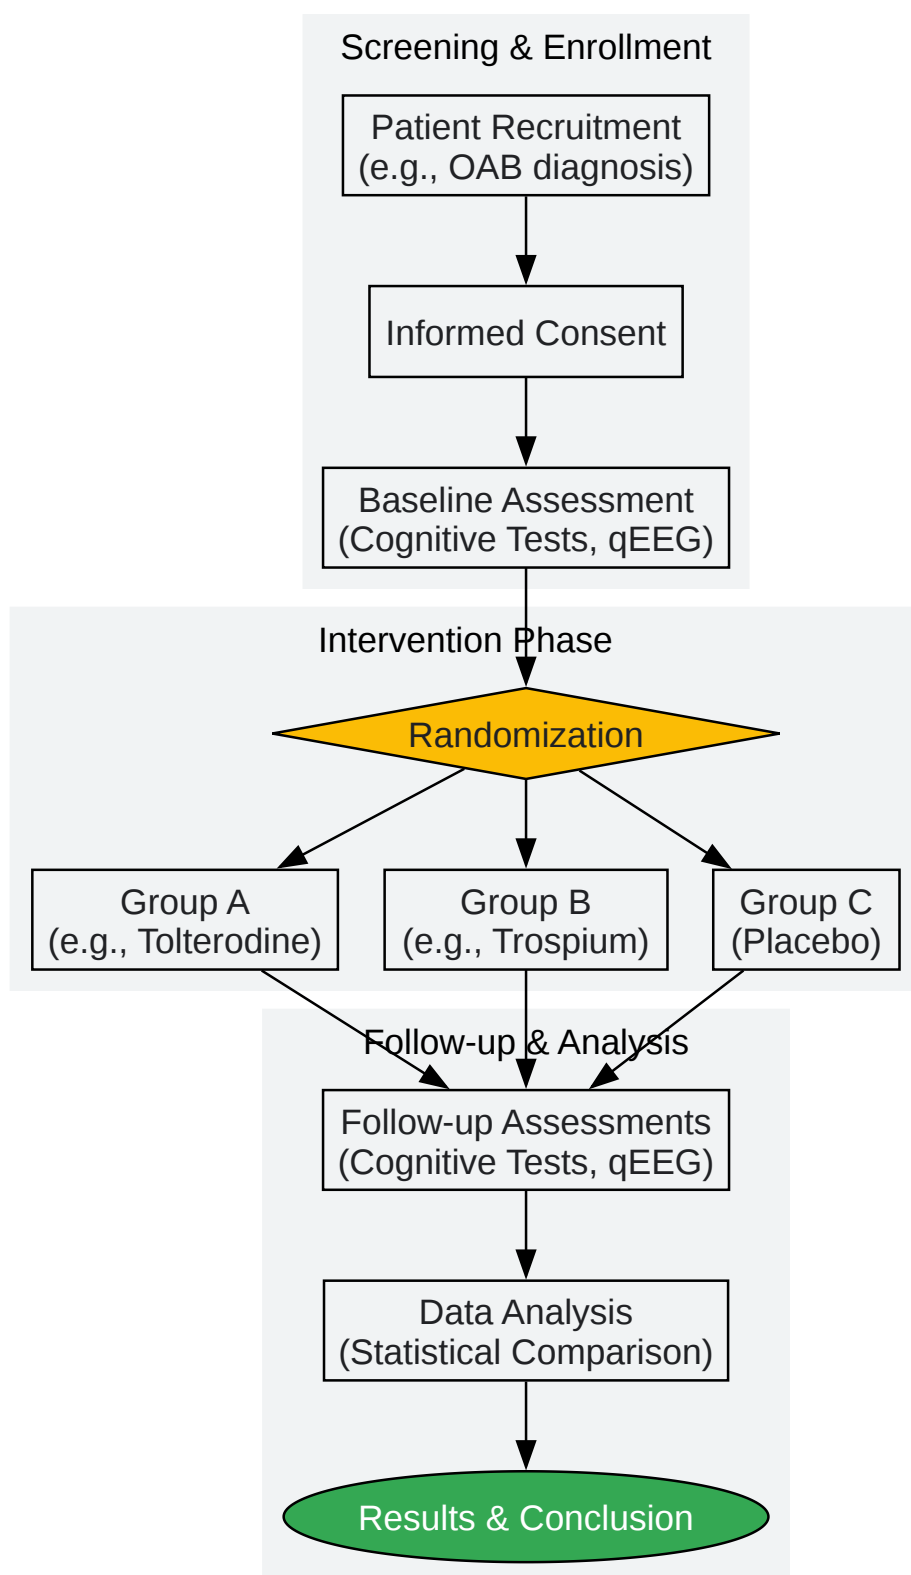 Screening & Enrollment
Patient Recruitment
(e.g., OAB diagnosis)
Informed Consent
Baseline Assessment
(Cognitive Tests, qEEG)
Intervention Phase
Randomization
Group A
(e.g., Tolterodine)
Group B
(e.g., Trospium)
Group C
(Placebo)
Follow-up & Analysis
Follow-up Assessments
(Cognitive Tests, qEEG)
Data Analysis
(Statistical Comparison)
Results & Conclusion